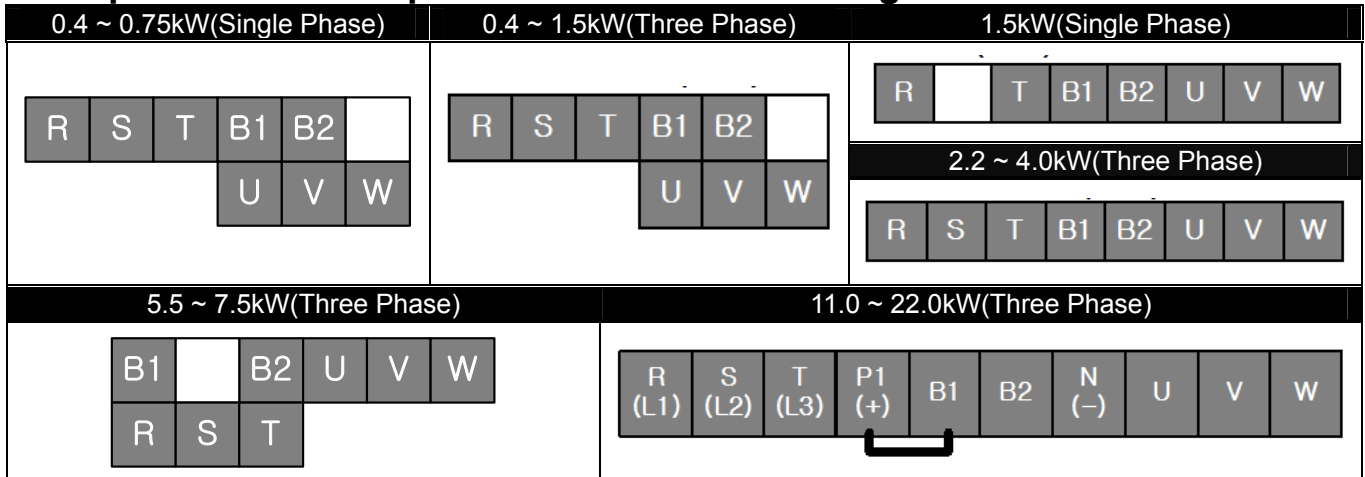 0.4 ~ 0.75kW(Single Phase)
R S T B1 B2
U V W
0.4 ~ 1.5kW(Three Phase)
R S T B1 B2
U V W
1.5kW(Single Phase)
R T B1 B2 U V W
2.2 ~ 4.0kW(Three Phase)
R S T B1 B2 U V W
5.5 ~ 7.5kW(Three Phase)
B1 B2 U V W
R S T
11.0 ~ 22.0kW(Three Phase)
R S T P1 B1 B2 N U V W
(L1) (L2) (L3) (+) (−)